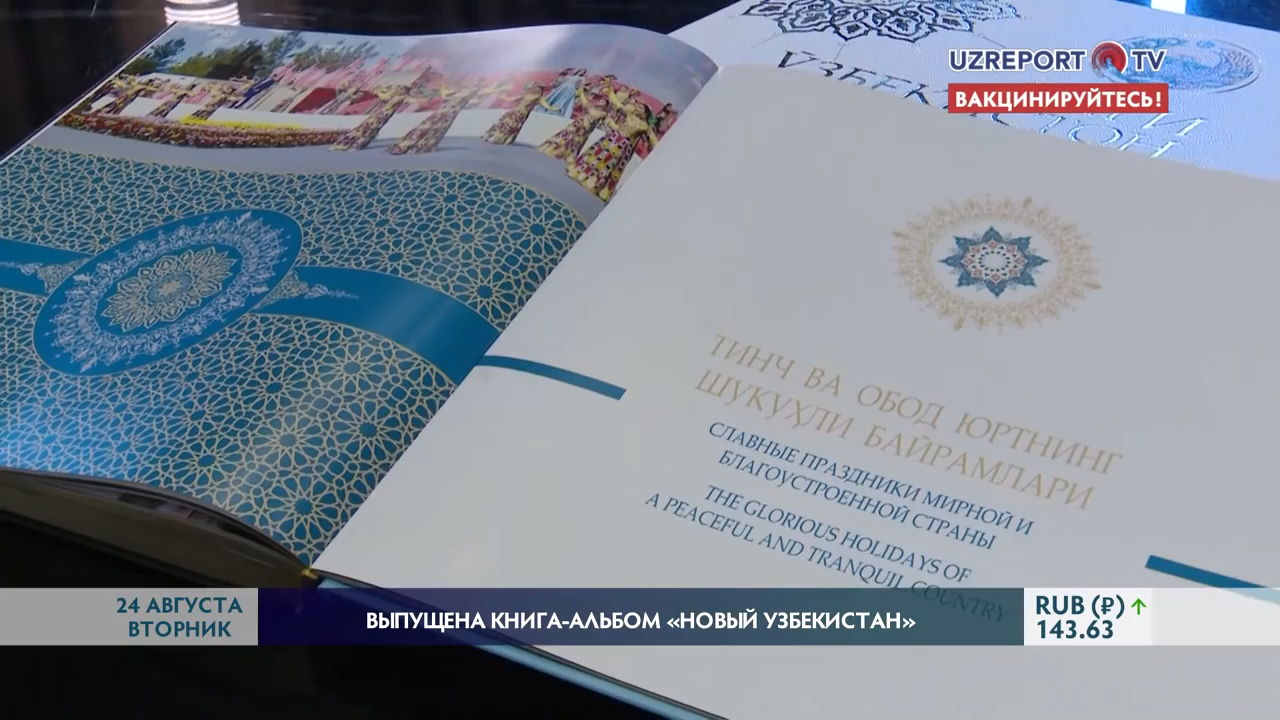 UZREPORT TV
ВАКЦИНИРУЙТЕСЬ!
ТИНЧ ВА ОБОД ЮРТНИНГ
ШУКУҲЛИ БАЙРАМЛАРИ
СЛАВНЫЕ ПРАЗДНИКИ МИРНОЙ И
БЛАГОУСТРОЕННОЙ СТРАНЫ
THE GLORIOUS HOLIDAYS OF
A PEACEFUL AND TRANQUIL COUNTRY
24 АВГУСТА
ВТОРНИК
ВЫПУЩЕНА КНИГА-АЛЬБОМ «НОВЫЙ УЗБЕКИСТАН»
RUB (₽)
143.63